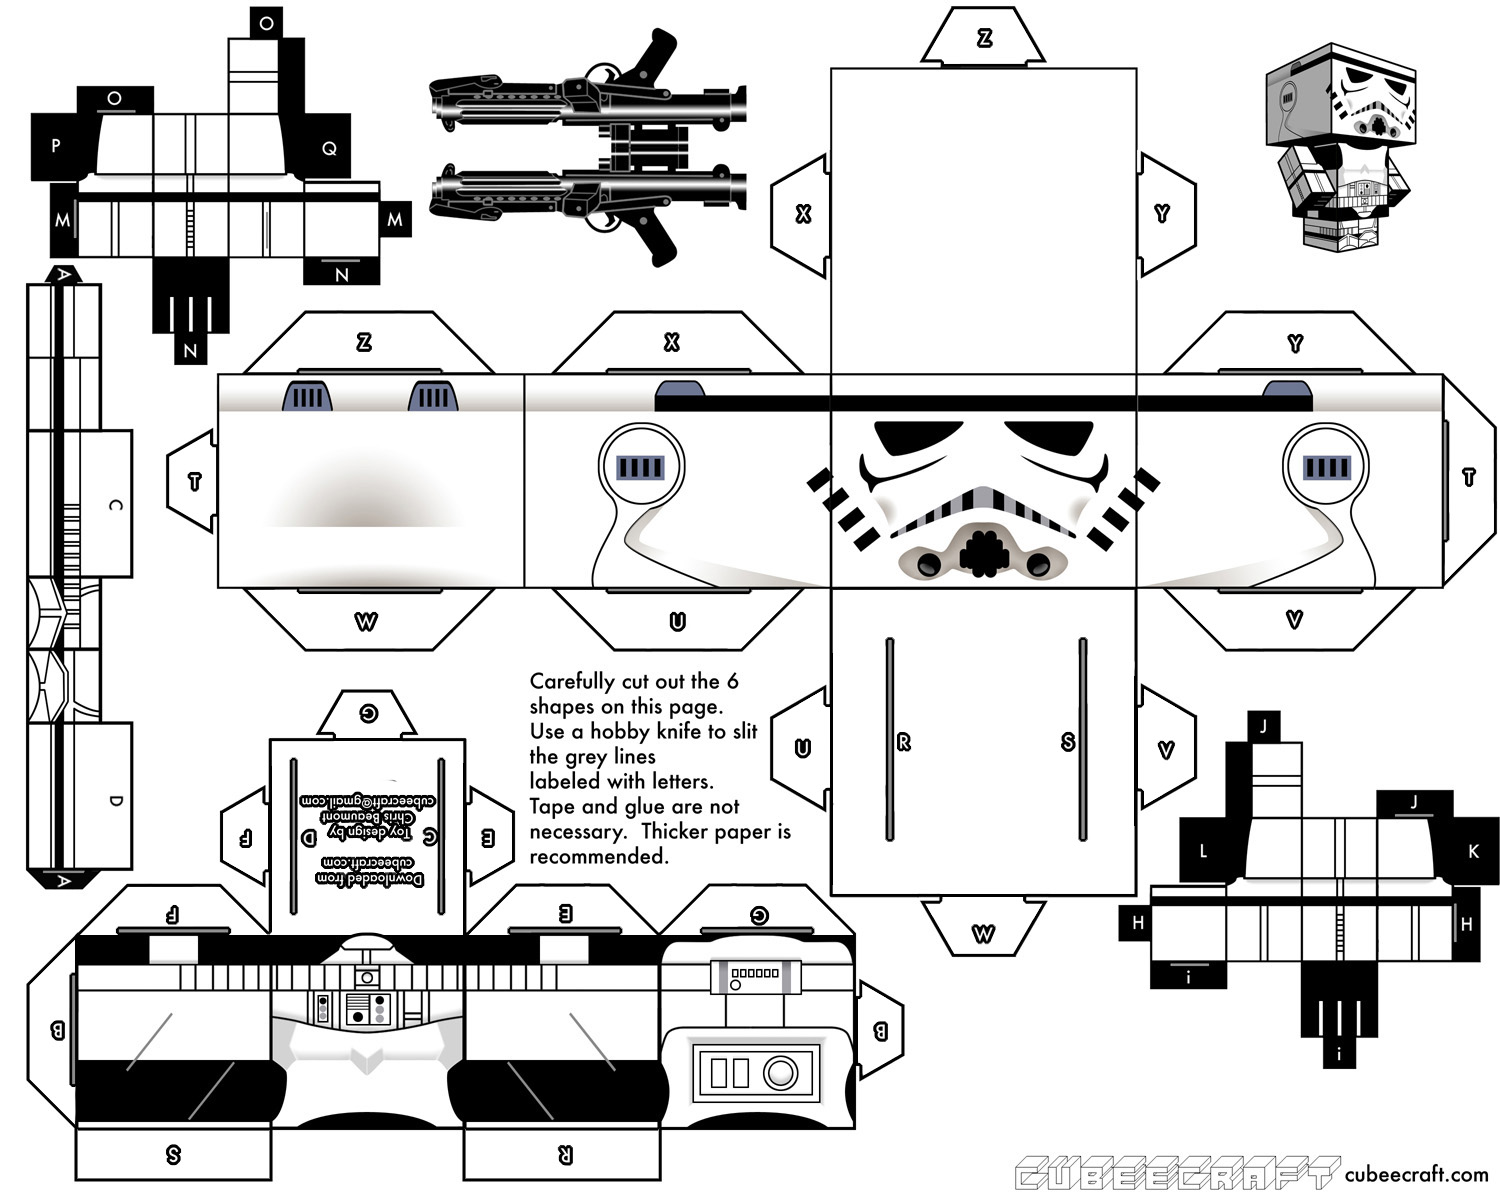 O
Z
O
P
Q
X
Y
M
M
N
A
N
Z
X
Y
C
T
T
W
U
V
Carefully cut out the 6
shapes on this page.
Use a hobby knife to slit
the grey lines
labeled with letters.
Tape and glue are not
necessary.  Thicker paper is
recommended.
G
U
R
S
V
J
D
J
L
K
F
E
Downloaded from
cubeecraft.com
D
C
Toy design by
Chris Beaumont
cubeecraft@gmail.com
A
F
E
G
W
H
H
i
B
B
i
S
R
CUBEECRAFT
cubeecraft.com